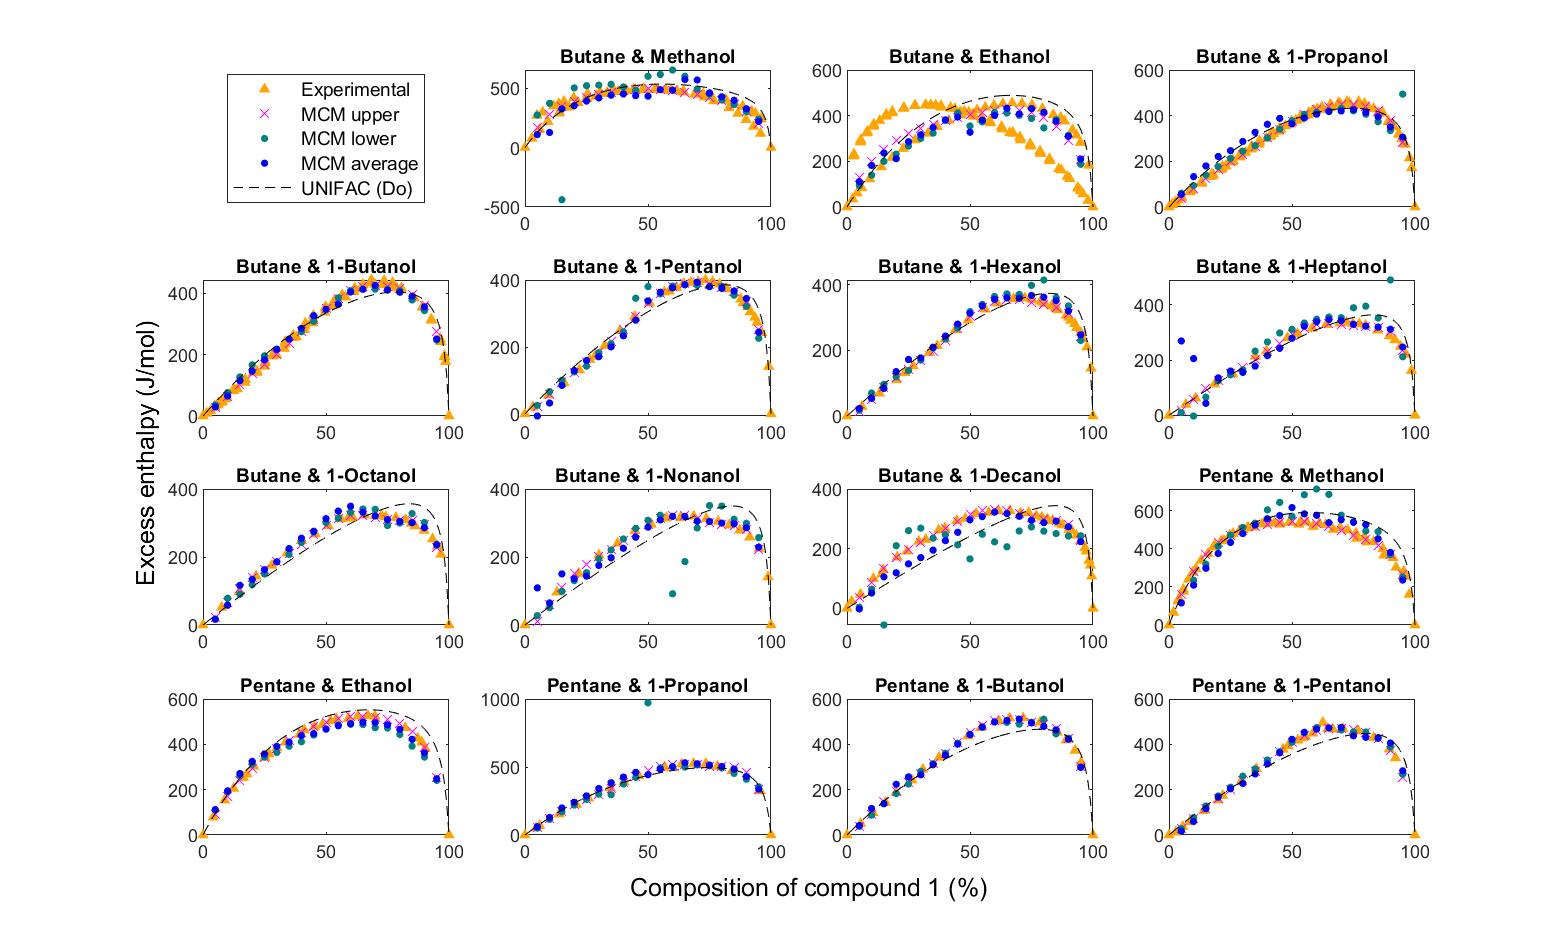 Experimental
MCM upper
MCM lower
MCM average
UNIFAC (Do)
Butane & Methanol
500
0
-500
0 50 100
Butane & Ethanol
600
400
200
0
0 50 100
Butane & 1-Propanol
600
400
200
0
0 50 100
Excess enthalpy (J/mol)
Butane & 1-Butanol
400
200
0
0 50 100
Butane & 1-Pentanol
400
200
0
0 50 100
Butane & 1-Hexanol
400
200
0
0 50 100
Butane & 1-Heptanol
400
200
0
0 50 100
Butane & 1-Octanol
400
200
0
0 50 100
Butane & 1-Nonanol
400
200
0
0 50 100
Butane & 1-Decanol
400
200
0
0 50 100
Pentane & Methanol
600
400
200
0
0 50 100
Pentane & Ethanol
600
400
200
0
0 50 100
Pentane & 1-Propanol
1000
500
0
0 50 100
Pentane & 1-Butanol
600
400
200
0
0 50 100
Pentane & 1-Pentanol
600
400
200
0
0 50 100
Composition of compound 1 (%)